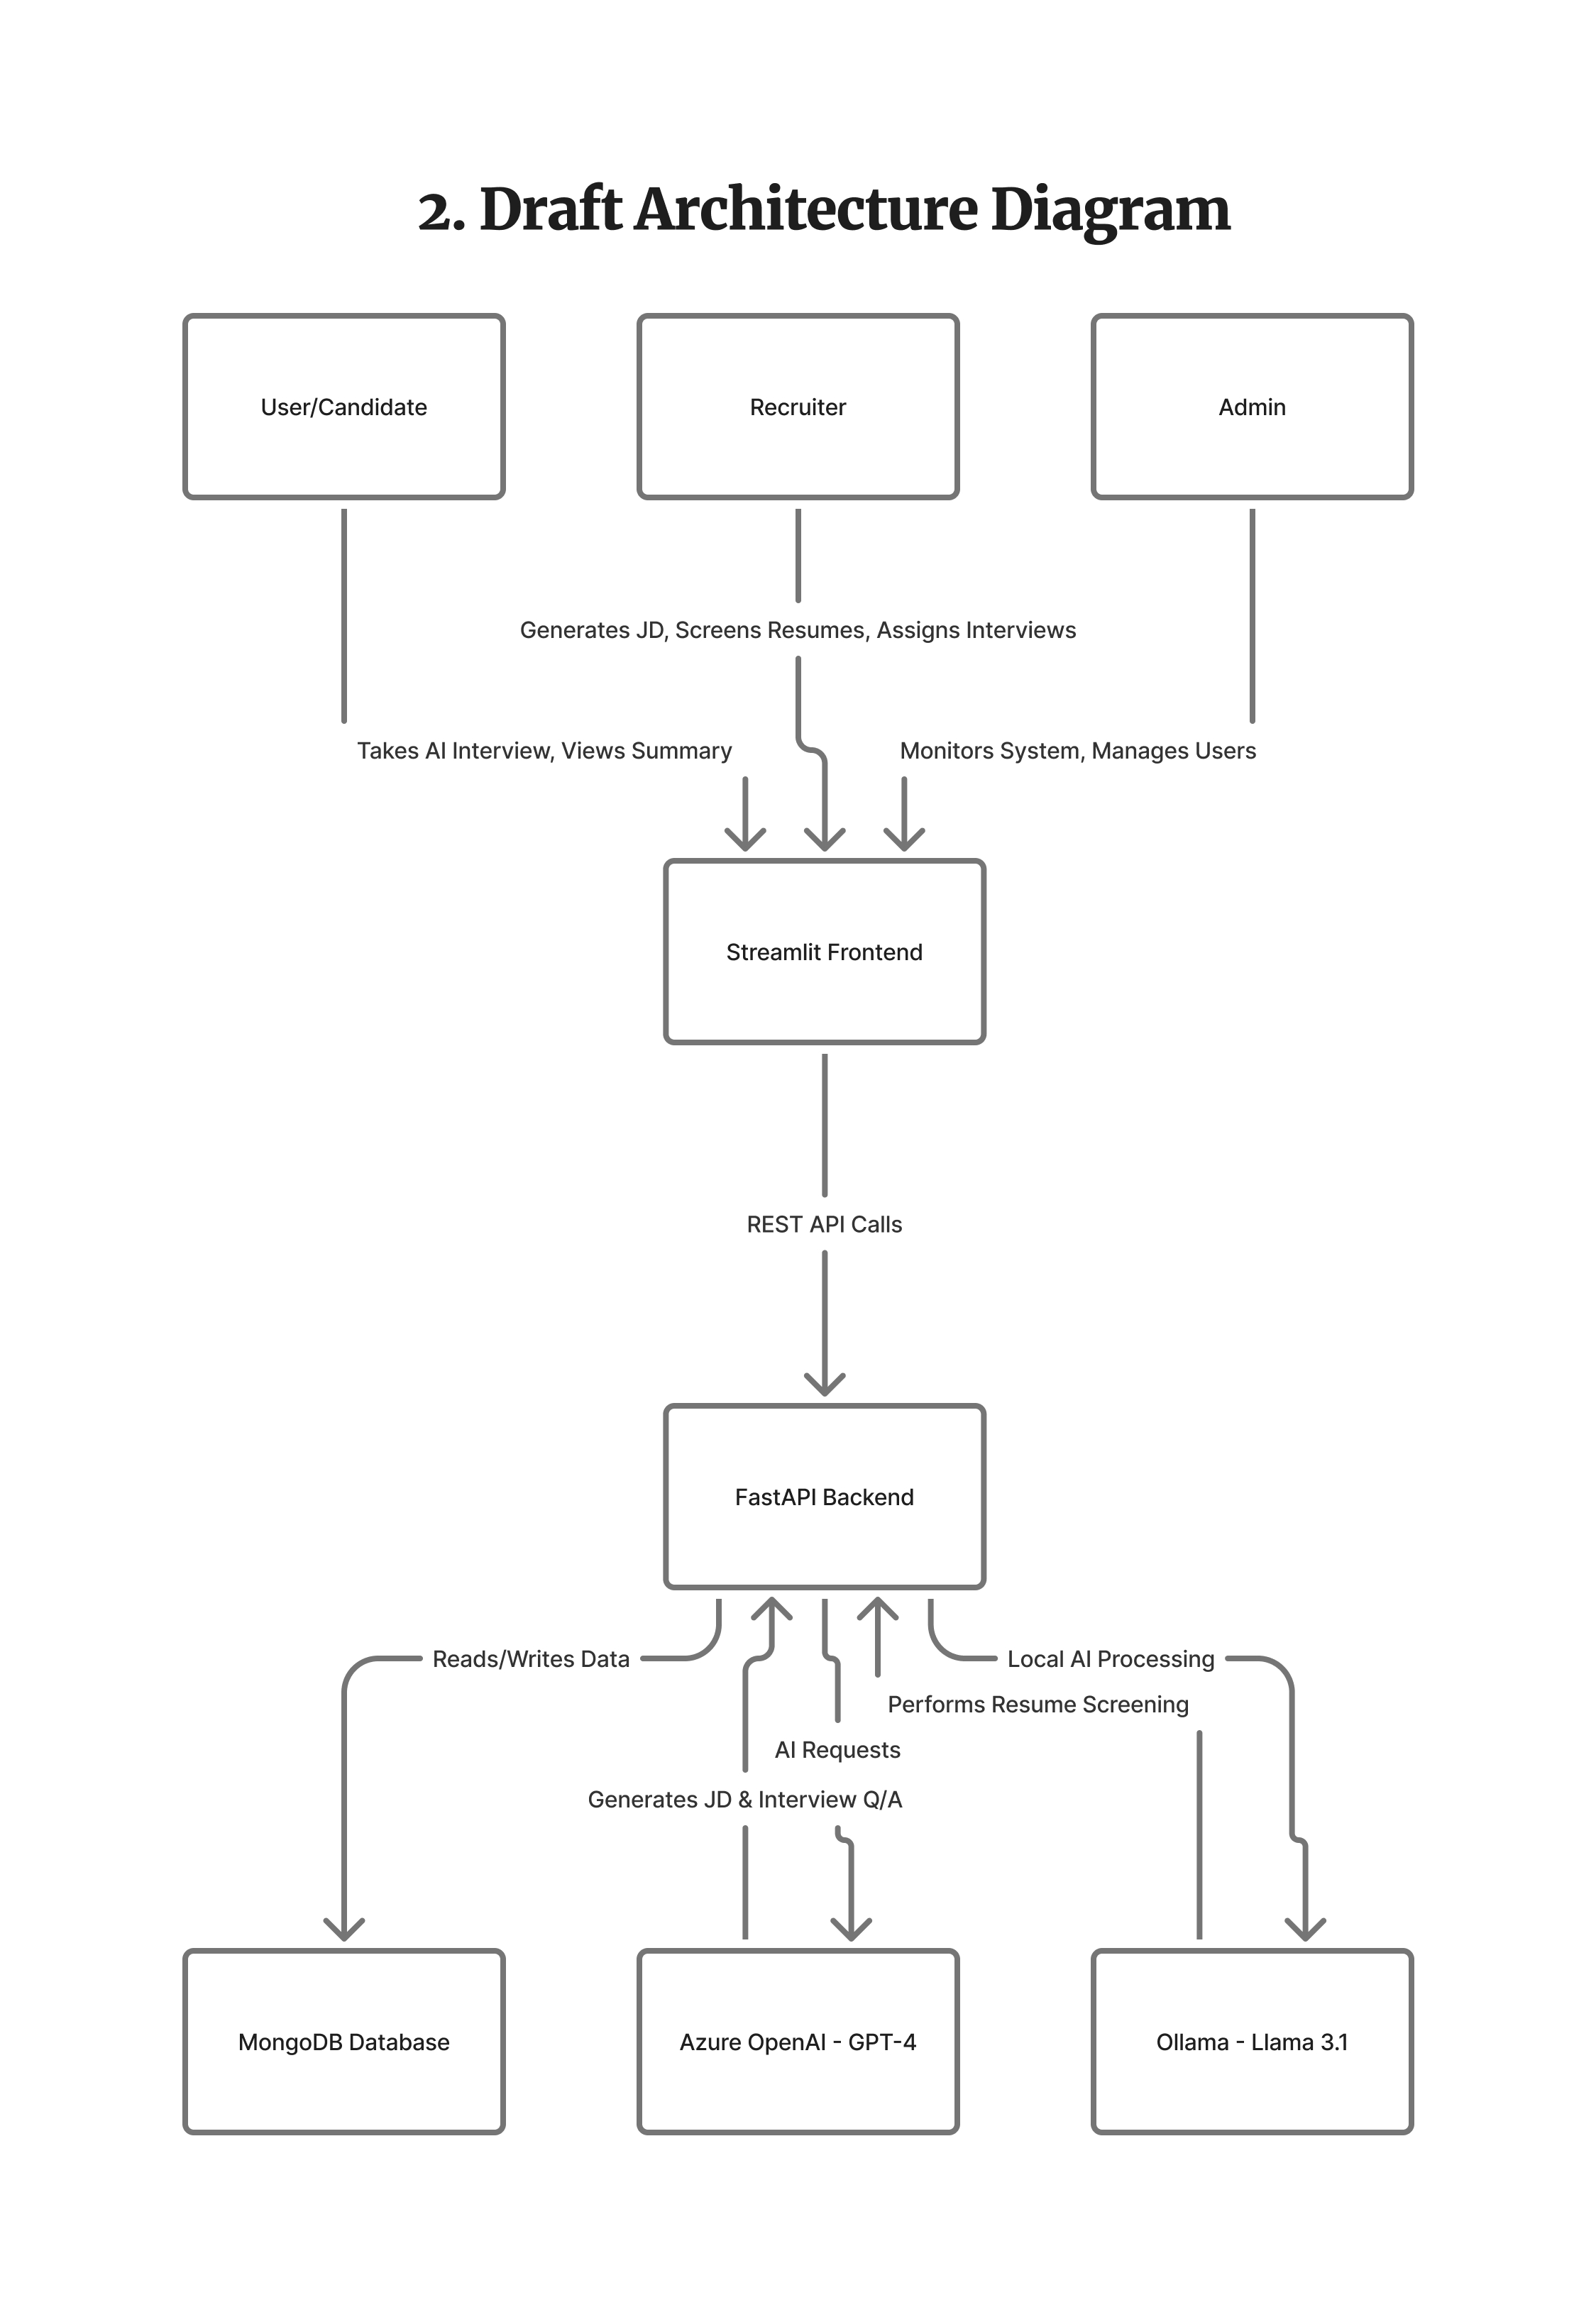 2. Draft Architecture Diagram
User/Candidate
Recruiter
Admin
Generates JD, Screens Resumes, Assigns Interviews
Takes AI Interview, Views Summary
Monitors System, Manages Users
Streamlit Frontend
REST API Calls
FastAPI Backend
Reads/Writes Data
Local AI Processing
Performs Resume Screening
AI Requests
Generates JD & Interview Q/A
MongoDB Database
Azure OpenAI - GPT-4
Ollama - Llama 3.1